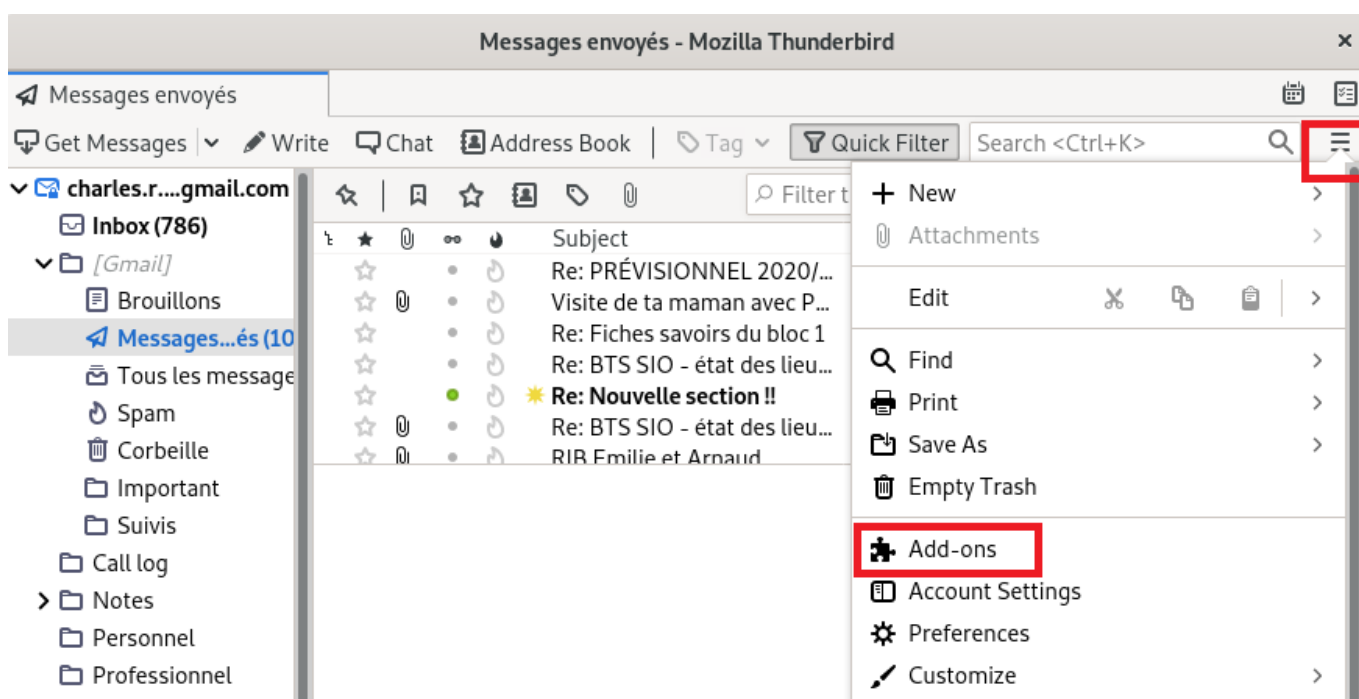 Messages envoyés - Mozilla Thunderbird
Messages envoyés
Get Messages Write Chat Address Book Tag Quick Filter Search <Ctrl+K>
charles.r....gmail.com
Inbox (786)
[Gmail]
Brouillons
Messages...és (10
Tous les message
Spam
Corbeille
Important
Suivis
Call log
Notes
Personnel
Professionnel
Filter t
Subject
Re: PRÉVISIONNEL 2020/...
Visite de ta maman avec P...
Re: Fiches savoirs du bloc 1
Re: BTS SIO - état des lieu...
Re: Nouvelle section !!
Re: BTS SIO - état des lieu...
RIB Emilie et Arnaud
New
Attachments
Edit
Find
Print
Save As
Empty Trash
Add-ons
Account Settings
Preferences
Customize